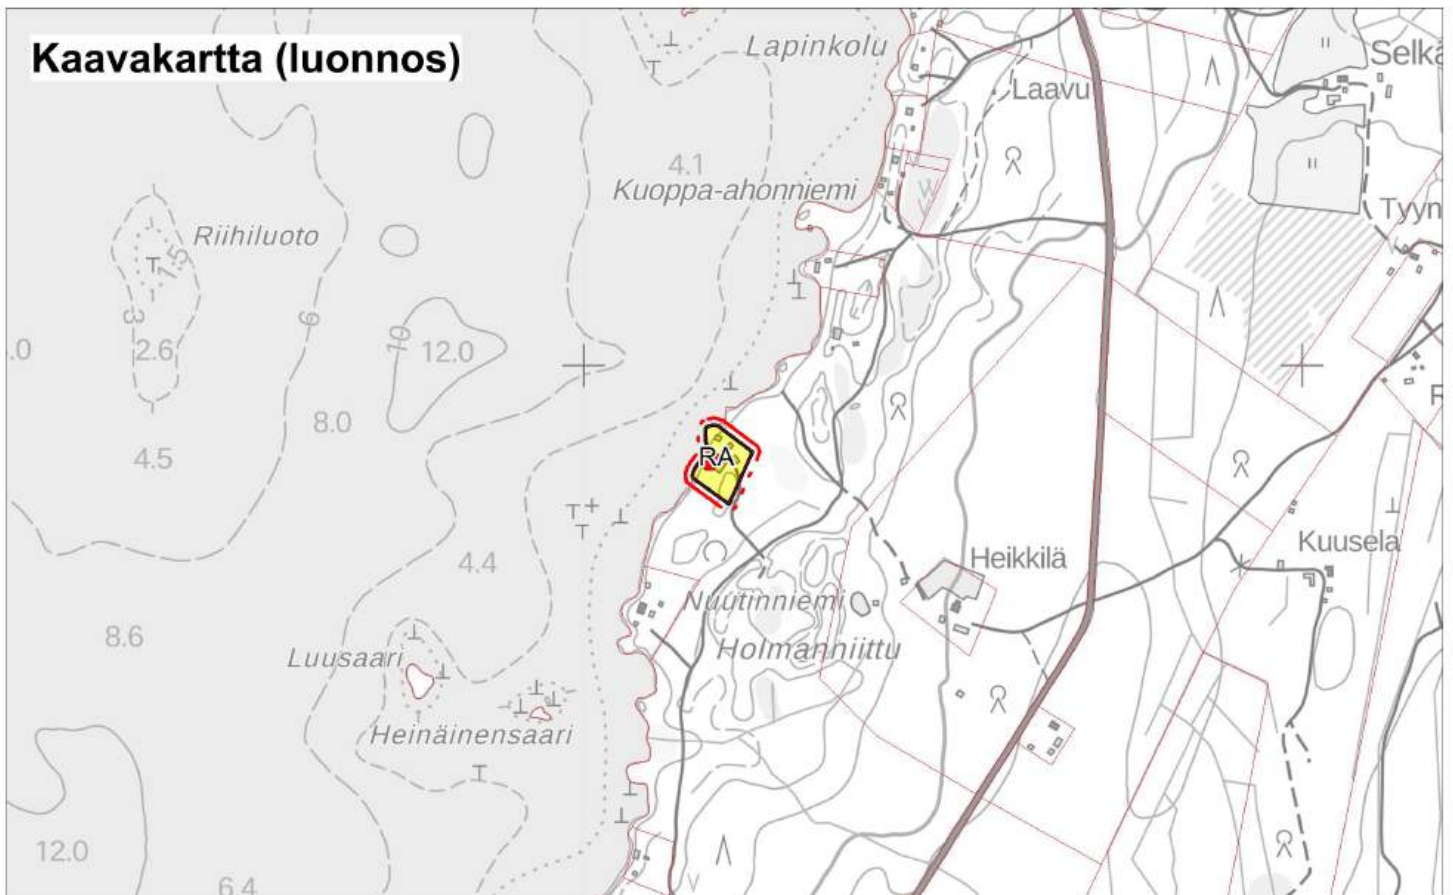 Kaavakartta (luonnos)
Lapinkolu
Laavu
4.1
Kuoppa-ahonniemi
Riihiluoto
1.5
3
2.6
6
10
12.0
.0
8.0
4.5
RA
4.4
Heikkilä
Kuusela
Nuutinniemi
Holmanniittu
8.6
Luusaari
Heinäinensaari
12.0
6.4
Selkä
Tyyn
R